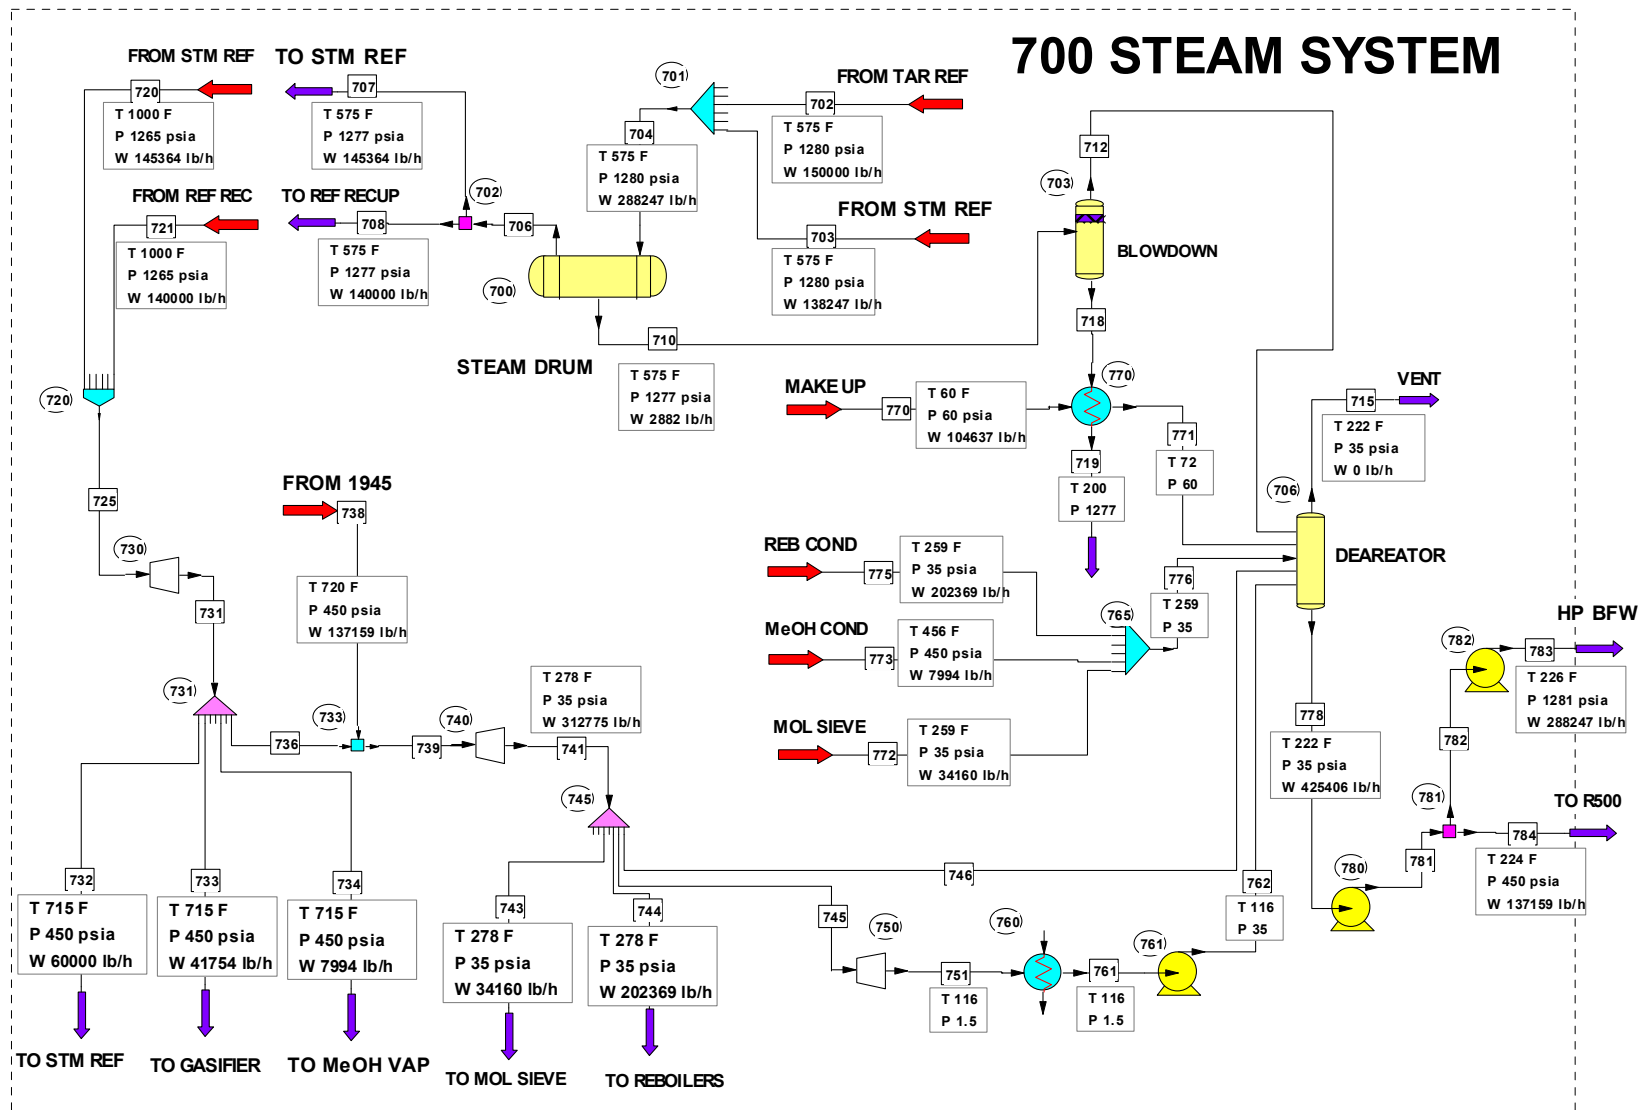 700 STEAM SYSTEM
FROM STM REF
720
T 1000 F
P 1265 psia
W 145364 lb/h
TO STM REF
707
T 575 F
P 1277 psia
W 145364 lb/h
701
704
T 575 F
P 1280 psia
W 288247 lb/h
FROM TAR REF
702
T 575 F
P 1280 psia
W 150000 lb/h
FROM STM REF
703
T 575 F
P 1280 psia
W 138247 lb/h
712
703
BLOWDOWN
718
FROM REF REC
721
T 1000 F
P 1265 psia
W 140000 lb/h
TO REF RECUP
708
T 575 F
P 1277 psia
W 140000 lb/h
702
706
700
STEAM DRUM
710
T 575 F
P 1277 psia
W 2882 lb/h
720
725
730
731
FROM 1945
738
T 720 F
P 450 psia
W 137159 lb/h
MAKE UP
770
T 60 F
P 60 psia
W 104637 lb/h
770
771
T 72
P 60
719
T 200
P 1277
VENT
715
T 222 F
P 35 psia
W 0 lb/h
706
DEAREATOR
REB COND
775
T 259 F
P 35 psia
W 202369 lb/h
MeOH COND
773
T 456 F
P 450 psia
W 7994 lb/h
MOL SIEVE
772
T 259 F
P 35 psia
W 34160 lb/h
765
776
T 259
P 35
HP BFW
782
783
T 226 F
P 1281 psia
W 288247 lb/h
778
T 222 F
P 35 psia
W 425406 lb/h
782
781
TO R500
784
T 224 F
P 450 psia
W 137159 lb/h
781
780
731
736
733
739
740
741
T 278 F
P 35 psia
W 312775 lb/h
745
746
732
T 715 F
P 450 psia
W 60000 lb/h
TO STM REF
733
T 715 F
P 450 psia
W 41754 lb/h
TO GASIFIER
734
T 715 F
P 450 psia
W 7994 lb/h
TO MeOH VAP
743
T 278 F
P 35 psia
W 34160 lb/h
TO MOL SIEVE
744
T 278 F
P 35 psia
W 202369 lb/h
TO REBOILERS
745
750
751
T 116
P 1.5
760
761
T 116
P 1.5
761
762
T 116
P 35